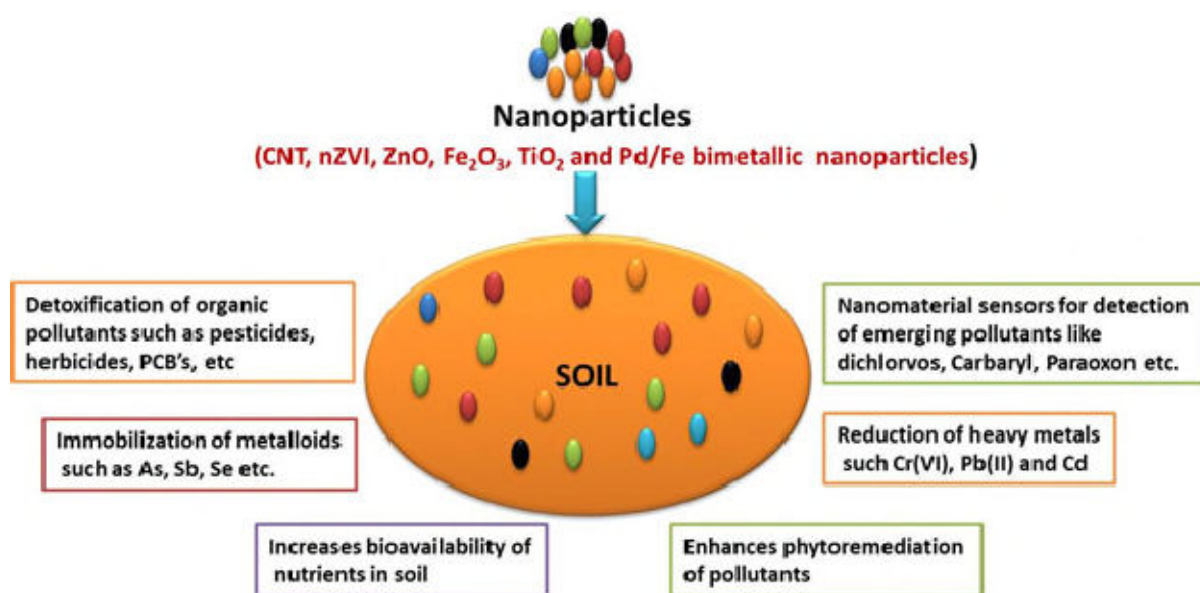 Nanoparticles
(CNT, nZVI, ZnO, Fe₂O₃, TiO₂ and Pd/Fe bimetallic nanoparticles)
Detoxification of organic
pollutants such as pesticides,
herbicides, PCB's, etc
Nanomaterial sensors for detection
of emerging pollutants like
dichlorvos, Carbaryl, Paraoxon etc.
SOIL
Immobilization of metalloids
such as As, Sb, Se etc.
Reduction of heavy metals
such Cr(VI), Pb(II) and Cd
Increases bioavailability of
nutrients in soil
Enhances phytoremediation
of pollutants